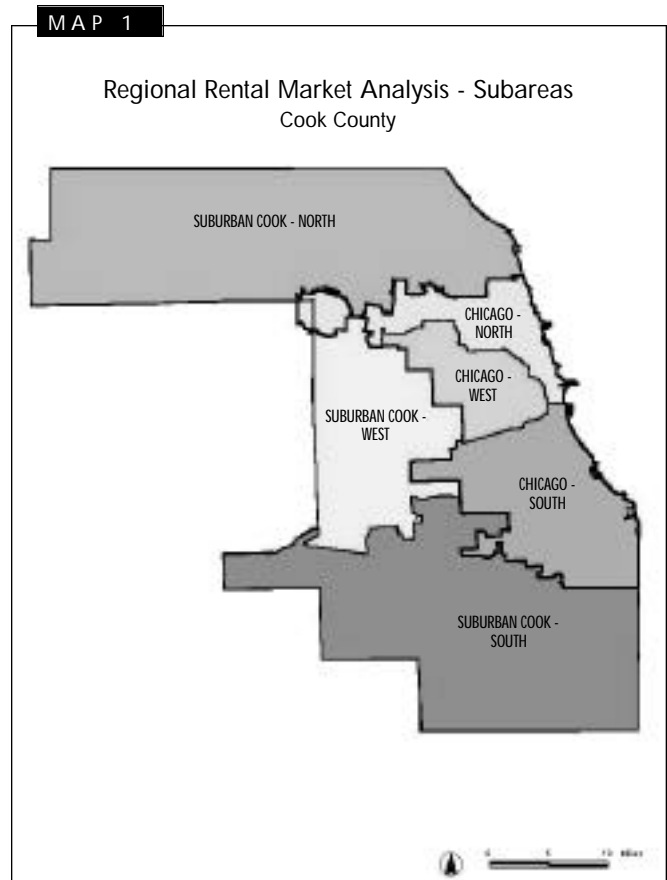 MAP 1
Regional Rental Market Analysis - Subareas
Cook County
SUBURBAN COOK - NORTH
CHICAGO -
NORTH
CHICAGO -
WEST
SUBURBAN COOK -
WEST
CHICAGO -
SOUTH
SUBURBAN COOK -
SOUTH
0 5 10 Miles